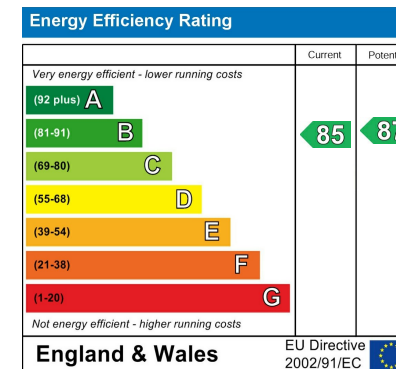 Energy Efficiency Rating
Current Potent
Very energy efficient - lower running costs
(92 plus) A
(81-91) B
85 87
(69-80) C
(55-68) D
(39-54) E
(21-38) F
(1-20) G
Not energy efficient - higher running costs
England & Wales
EU Directive
2002/91/EC